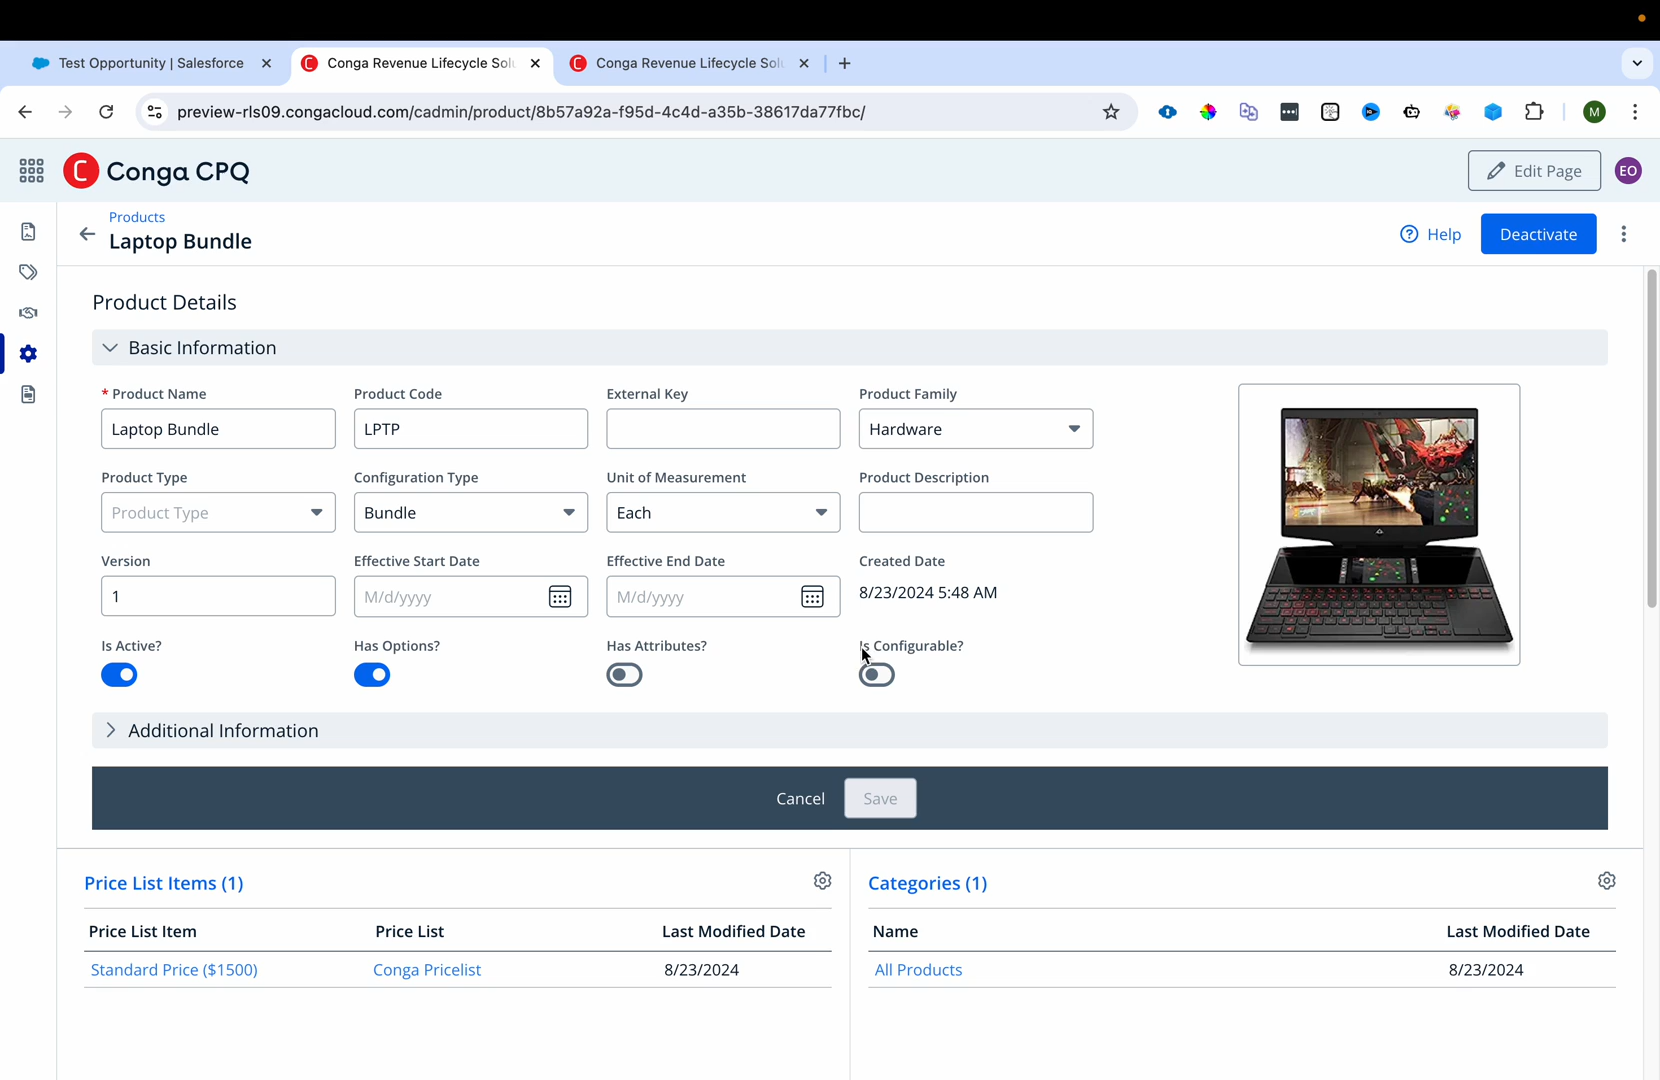 Test Opportunity | Salesforce
Conga Revenue Lifecycle Sol
Conga Revenue Lifecycle Sol
preview-rls09.congacloud.com/cadmin/product/8b57a92a-f95d-4c4d-a35b-38617da77fbc/
M
C Conga CPQ
Edit Page
EO
Products
Laptop Bundle
Help
Deactivate
Product Details
Basic Information
* Product Name
Product Code
External Key
Product Family
Laptop Bundle
LPTP
Hardware
Product Type
Configuration Type
Unit of Measurement
Product Description
Product Type
Bundle
Each
Version
Effective Start Date
Effective End Date
Created Date
1
M/d/yyyy
M/d/yyyy
8/23/2024 5:48 AM
Is Active?
Has Options?
Has Attributes?
Is Configurable?
Additional Information
Cancel
Save
Price List Items (1)
Categories (1)
Price List Item
Price List
Last Modified Date
Name
Last Modified Date
Standard Price ($1500)
Conga Pricelist
8/23/2024
All Products
8/23/2024